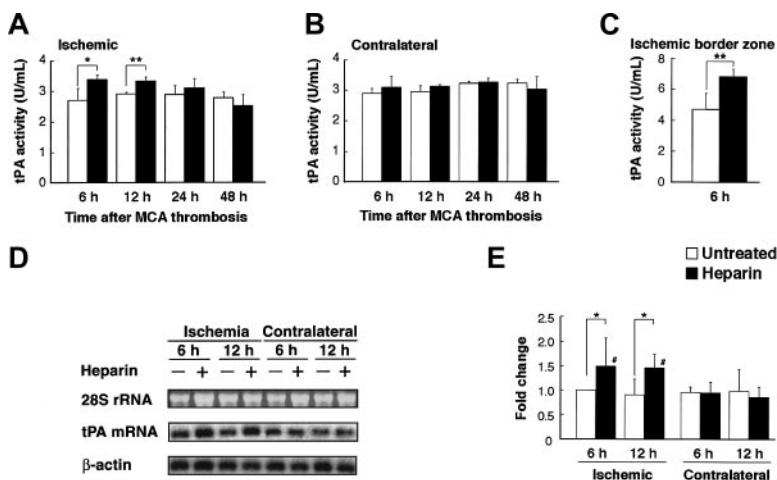 A
Ischemic
tPA activity (U/mL)
4
3
2
1
0
*
**
6 h 12 h 24 h 48 h
Time after MCA thrombosis
B
Contralateral
tPA activity (U/mL)
4
3
2
1
0
6 h 12 h 24 h 48 h
Time after MCA thrombosis
C
Ischemic border zone
tPA activity (U/mL)
8
6
4
2
0
**
6 h
D
Ischemia Contralateral
6 h 12 h 6 h 12 h
Heparin − + − + − + − +
28S rRNA
tPA mRNA
β-actin
E
Untreated
Heparin
Fold change
2.5
2.0
1.5
1.0
0.5
0
* *
# #
6 h 12 h 6 h 12 h
Ischemic Contralateral